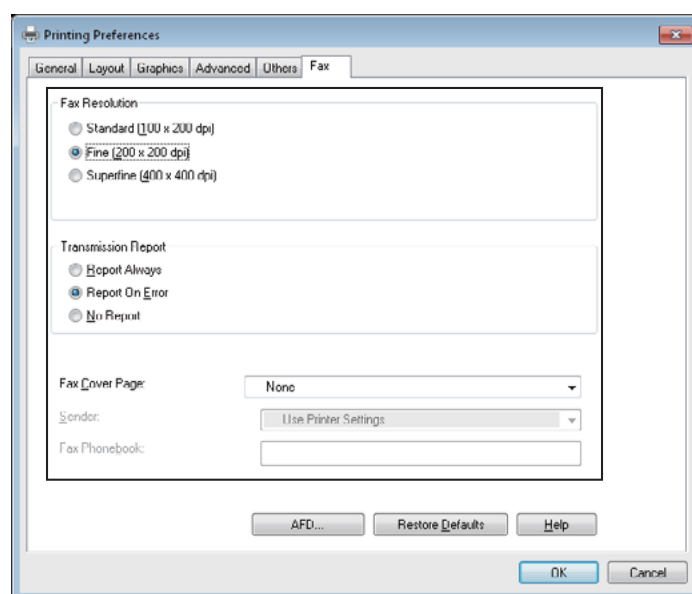 Printing Preferences
General Layout Graphics Advanced Others Fax
Fax Resolution
Standard (100 x 200 dpi)
Fine (200 x 200 dpi)
Superfine (400 x 400 dpi)
Transmission Report
Report Always
Report On Error
No Report
Fax Cover Page: None
Sender: Use Printer Settings
Fax Phonebook:
AFD... Restore Defaults Help
OK Cancel